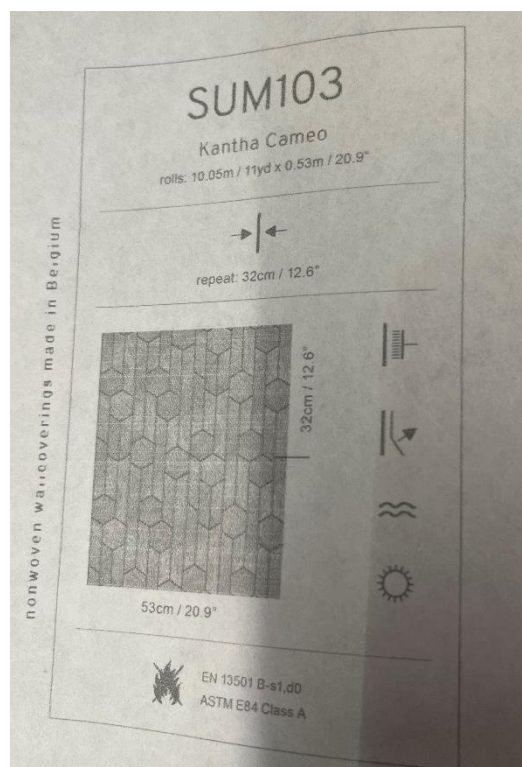 SUM103
Kantha Cameo
rolls: 10.05m / 11yd x 0.53m / 20.9"
repeat: 32cm / 12.6"
32cm / 12.6"
53cm / 20.9"
EN 13501 B-s1,d0
ASTM E84 Class A
nonwoven wallcoverings made in Belgium